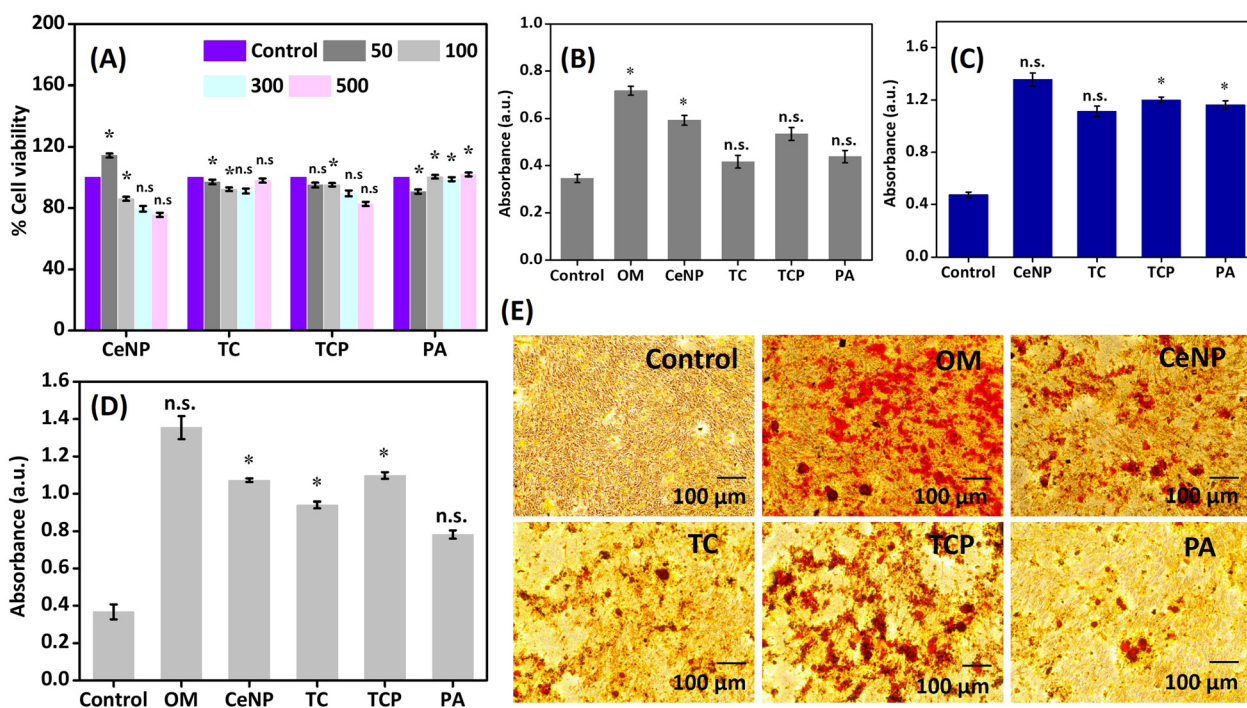 (A)
Control 50 100
300 500
% Cell viability
200
160
120
80
40
0
* * n.s n.s
* * n.s n.s
n.s * n.s n.s
* * * *
CeNP TC TCP PA
(B)
Absorbance (a.u.)
0.8
0.6
0.4
0.2
0.0
* * n.s. n.s. n.s.
Control OM CeNP TC TCP PA
(C)
Absorbance (a.u.)
1.6
1.2
0.8
0.4
0.0
n.s. n.s. * *
Control CeNP TC TCP PA
(D)
Absorbance (a.u.)
1.6
1.4
1.2
1.0
0.8
0.6
0.4
0.2
0.0
n.s. * * * n.s.
Control OM CeNP TC TCP PA
(E)
Control
100 µm
OM
100 µm
CeNP
100 µm
TC
100 µm
TCP
100 µm
PA
100 µm